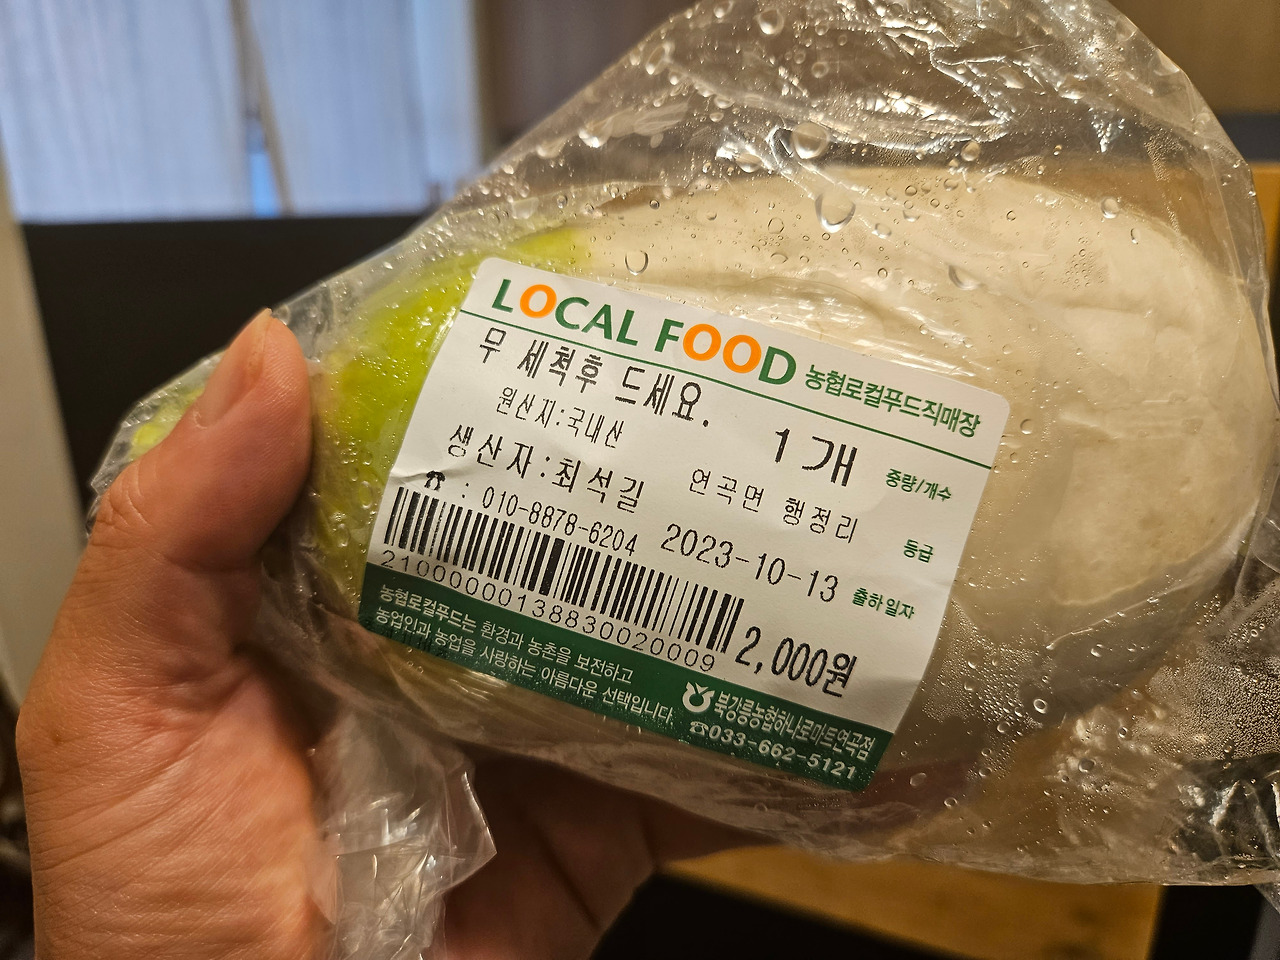 LOCAL FOOD 농협로컬푸드직매장
무 세척후 드세요.
원산지:국내산
1개 중량/개수
생산자:최석길
연곡면 행정리 등급
☎ : 010-8878-6204
2023-10-13 출하일자
21000000138830020009
2,000원
농협로컬푸드는 환경과 농촌을 보전하고
농업인과 농업을 사랑하는 아름다운 선택입니다.
북강릉농협하나로마트연곡점
☎033-662-5121